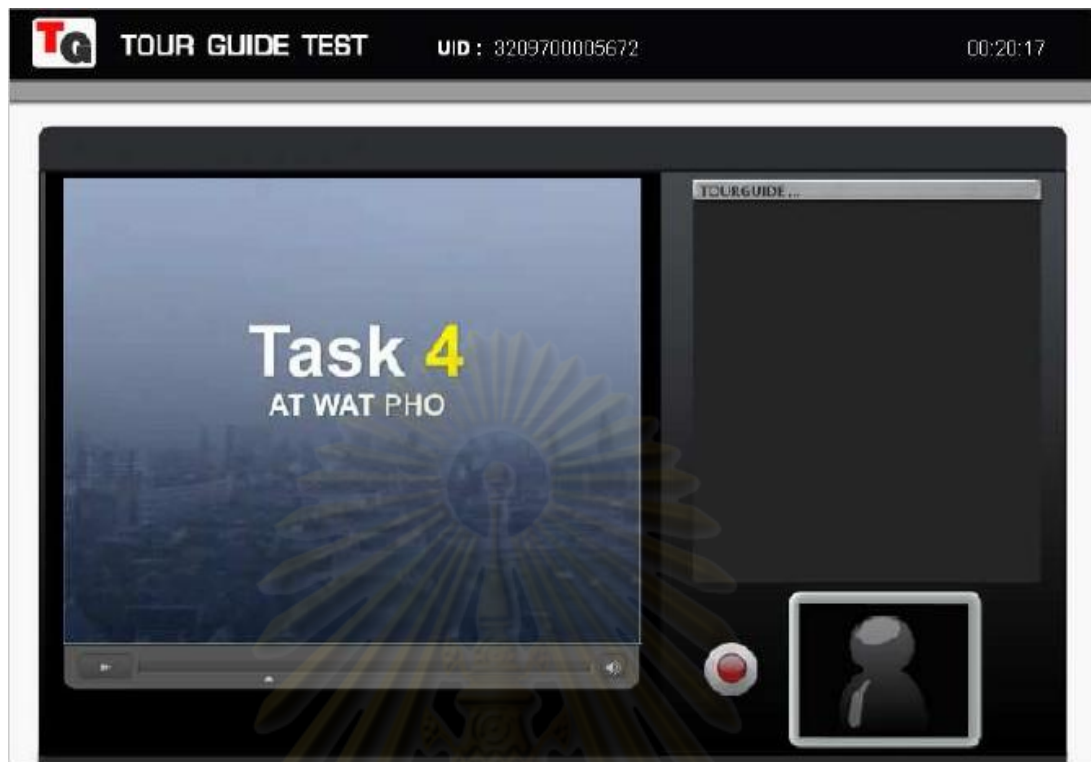 TG TOUR GUIDE TEST UID : 3209700005672 00:20:17
TOURGUIDE...
Task 4
AT WAT PHO